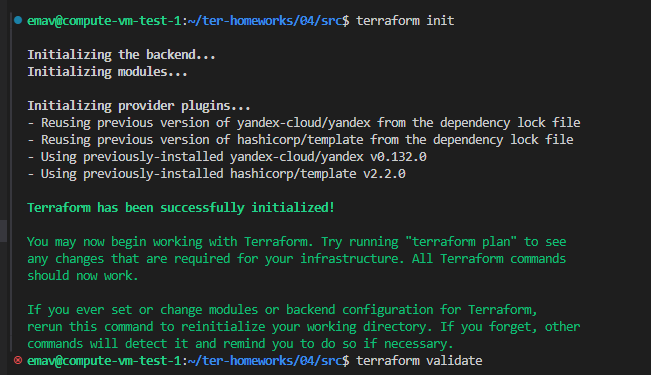 emav@compute-vm-test-1:~/ter-homeworks/04/src$ terraform init
Initializing the backend...
Initializing modules...
Initializing provider plugins...
- Reusing previous version of yandex-cloud/yandex from the dependency lock file
- Reusing previous version of hashicorp/template from the dependency lock file
- Using previously-installed yandex-cloud/yandex v0.132.0
- Using previously-installed hashicorp/template v2.2.0
Terraform has been successfully initialized!
You may now begin working with Terraform. Try running "terraform plan" to see
any changes that are required for your infrastructure. All Terraform commands
should now work.
If you ever set or change modules or backend configuration for Terraform,
rerun this command to reinitialize your working directory. If you forget, other
commands will detect it and remind you to do so if necessary.
emav@compute-vm-test-1:~/ter-homeworks/04/src$ terraform validate